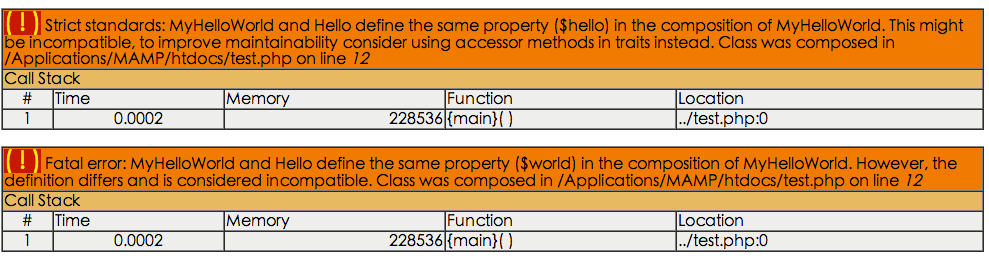 ( ! ) Strict standards: MyHelloWorld and Hello define the same property ($hello) in the composition of MyHelloWorld. This might
be incompatible, to improve maintainability consider using accessor methods in traits instead. Class was composed in
/Applications/MAMP/htdocs/test.php on line 12
Call Stack
# Time Memory Function Location
1 0.0002 228536 {main}( ) ../test.php:0
( ! ) Fatal error: MyHelloWorld and Hello define the same property ($world) in the composition of MyHelloWorld. However, the
definition differs and is considered incompatible. Class was composed in /Applications/MAMP/htdocs/test.php on line 12
Call Stack
# Time Memory Function Location
1 0.0002 228536 {main}( ) ../test.php:0